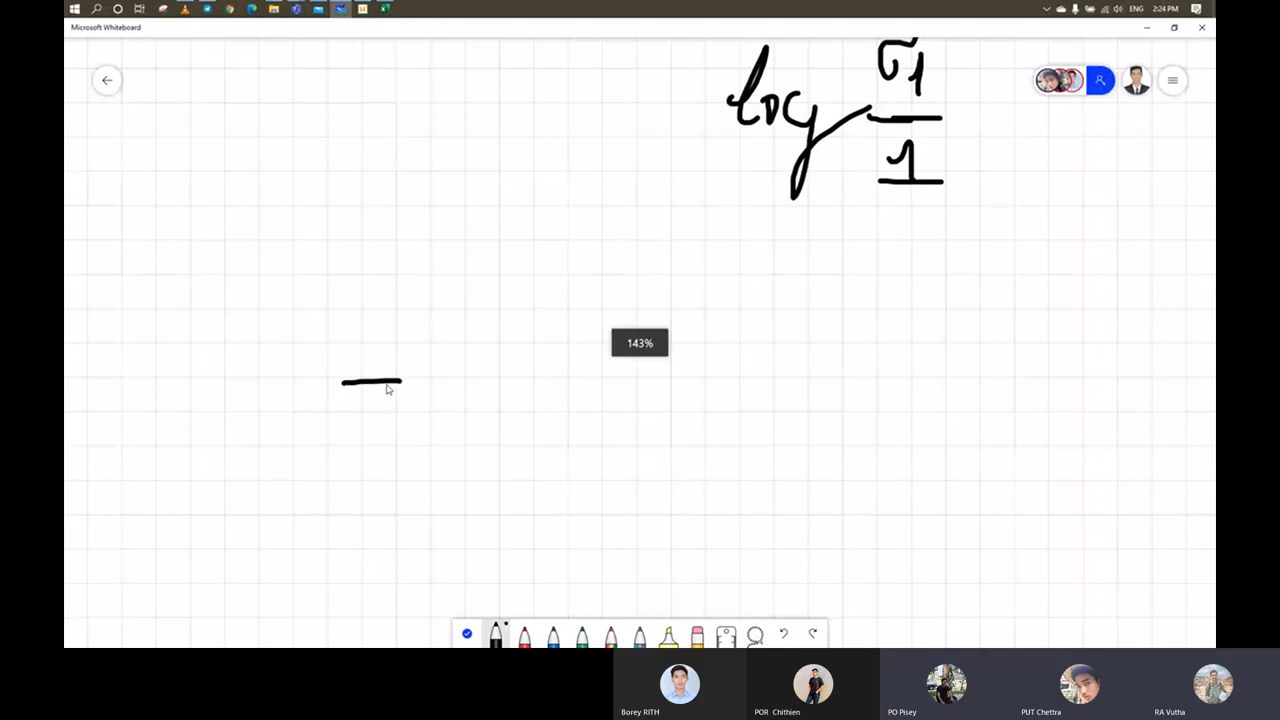 ENG 2:24 PM
Microsoft Whiteboard
log σ1
1
143%
Borey RITH POR Chithien PO Pisey PUT Chettra RA Vutha